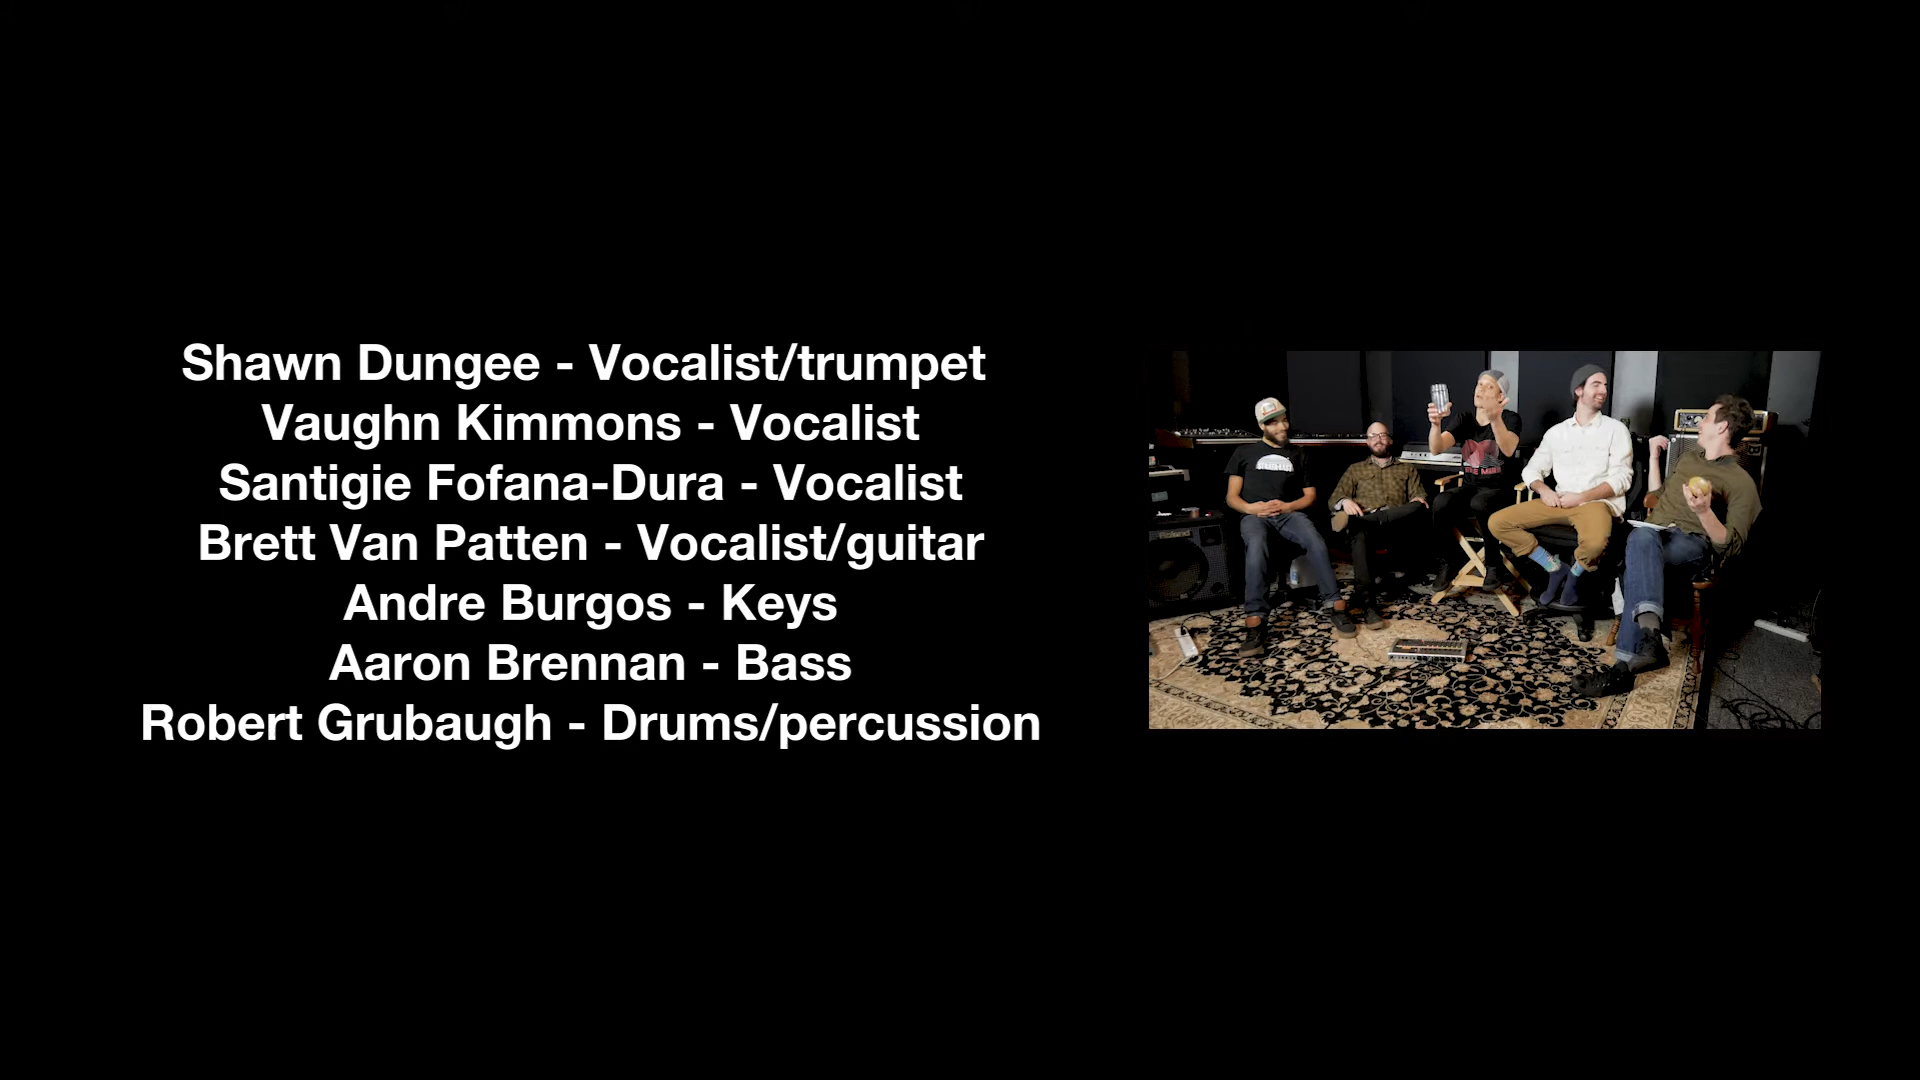 Shawn Dungee - Vocalist/trumpet
Vaughn Kimmons - Vocalist
Santigie Fofana-Dura - Vocalist
Brett Van Patten - Vocalist/guitar
Andre Burgos - Keys
Aaron Brennan - Bass
Robert Grubaugh - Drums/percussion